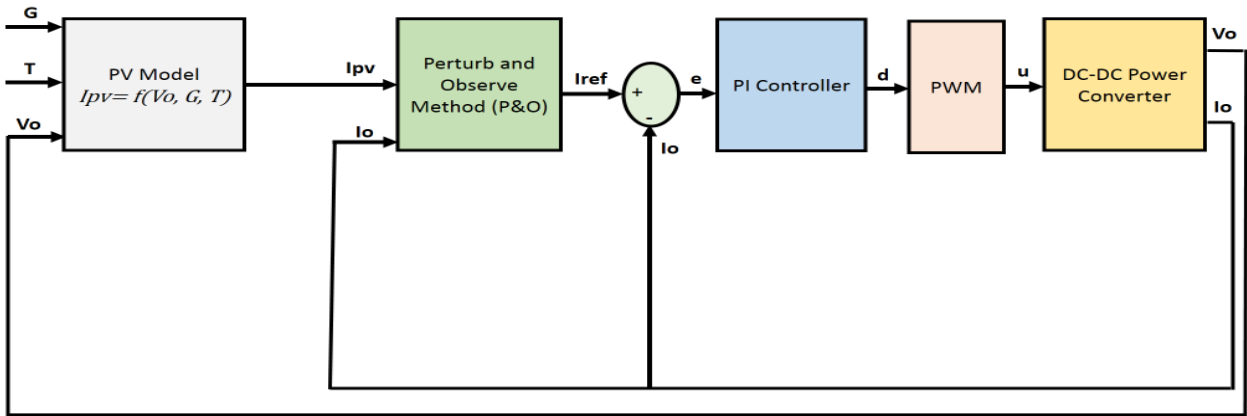 G
T
Vo
PV Model
Ipv= f(Vo, G, T)
Ipv
Io
Perturb and
Observe
Method (P&O)
Iref
+
-
Io
e
PI Controller
d
PWM
u
DC-DC Power
Converter
Vo
Io